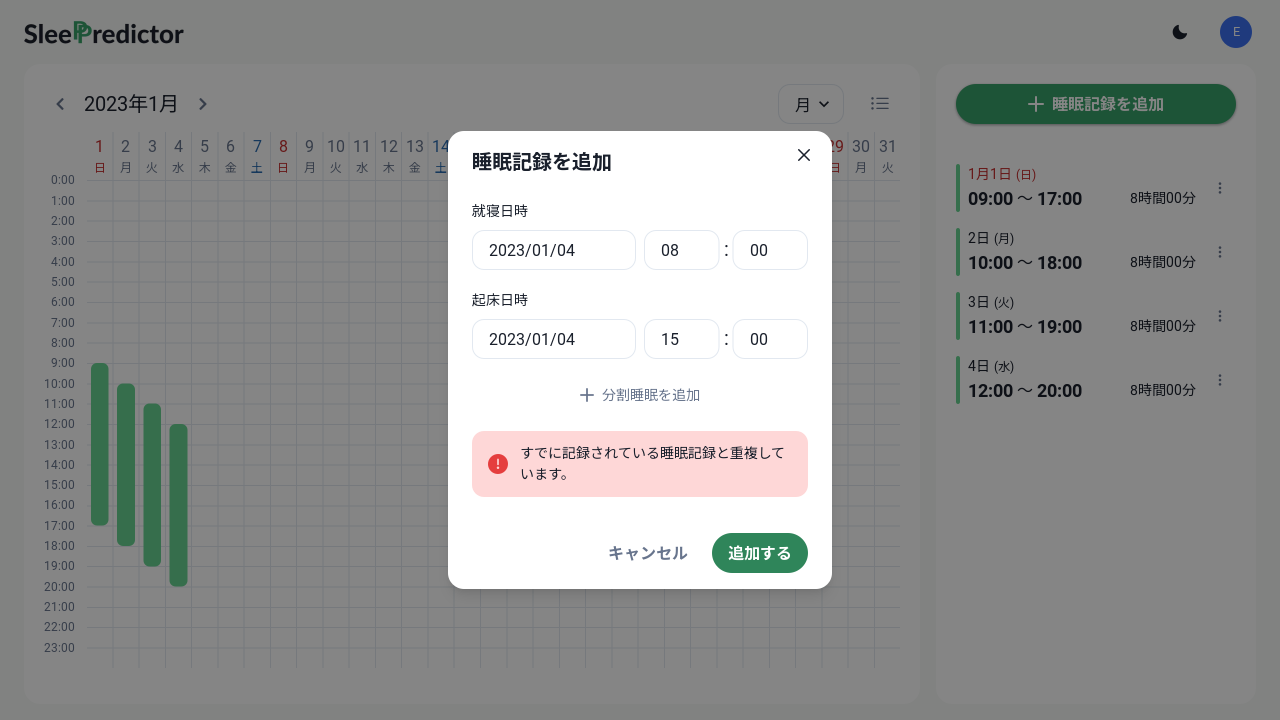 SleePredictor
E
2023年1月
月
睡眠記録を追加
1 2 3 4 5 6 7 8 9 10 11 12 13 14 29 30 31
日 月 火 水 木 金 土 日 月 火 水 木 金 土 日 月 火
0:00
1:00
2:00
3:00
4:00
5:00
6:00
7:00
8:00
9:00
10:00
11:00
12:00
13:00
14:00
15:00
16:00
17:00
18:00
19:00
20:00
21:00
22:00
23:00
睡眠記録を追加
就寝日時
2023/01/04 08 : 00
起床日時
2023/01/04 15 : 00
分割睡眠を追加
すでに記録されている睡眠記録と重複して
います。
キャンセル 追加する
1月1日 (日)
09:00 〜 17:00 8時間00分
2日 (月)
10:00 〜 18:00 8時間00分
3日 (火)
11:00 〜 19:00 8時間00分
4日 (水)
12:00 〜 20:00 8時間00分